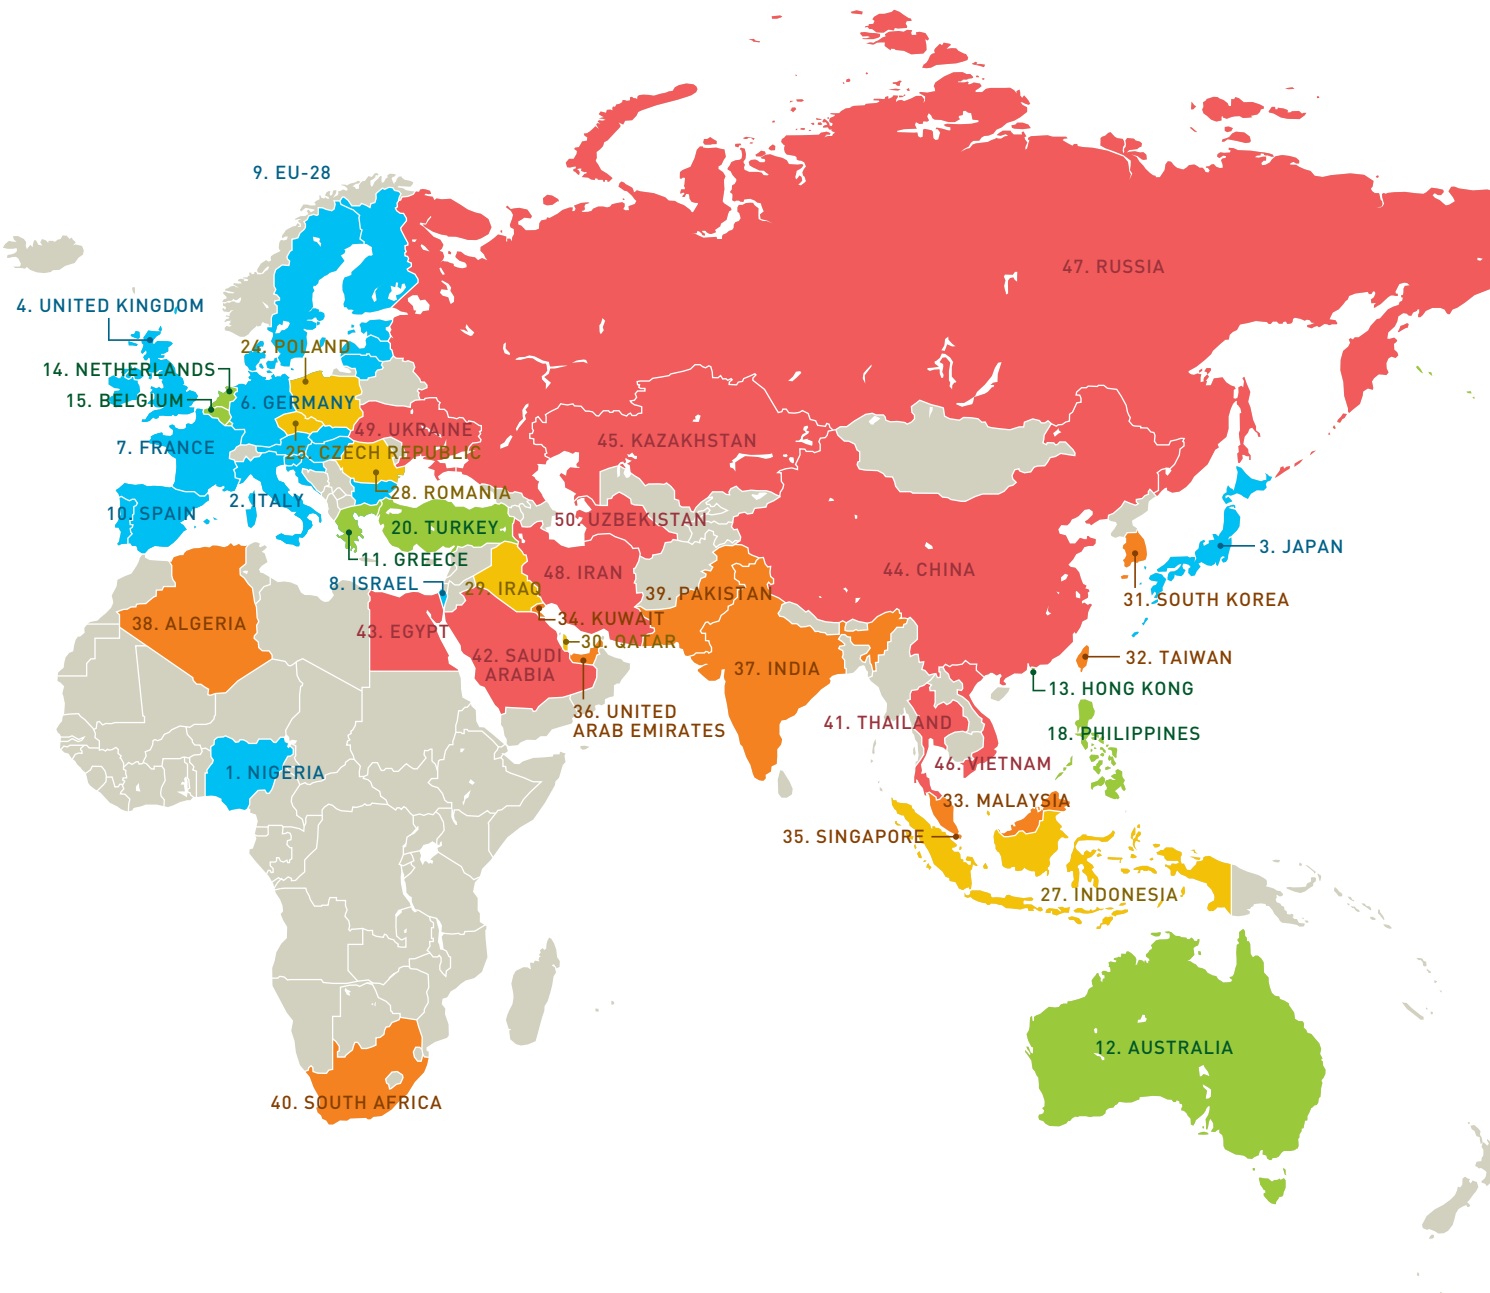 9. EU-28
47. RUSSIA
4. UNITED KINGDOM
24. POLAND
14. NETHERLANDS
15. BELGIUM
6. GERMANY
49. UKRAINE
45. KAZAKHSTAN
7. FRANCE
25. CZECH REPUBLIC
28. ROMANIA
2. ITALY
10. SPAIN
20. TURKEY
50. UZBEKISTAN
3. JAPAN
11. GREECE
48. IRAN
44. CHINA
8. ISRAEL
29. IRAQ
39. PAKISTAN
31. SOUTH KOREA
34. KUWAIT
38. ALGERIA
43. EGYPT
30. QATAR
42. SAUDI
ARABIA
37. INDIA
32. TAIWAN
13. HONG KONG
36. UNITED
ARAB EMIRATES
41. THAILAND
18. PHILIPPINES
46. VIETNAM
1. NIGERIA
33. MALAYSIA
35. SINGAPORE
27. INDONESIA
12. AUSTRALIA
40. SOUTH AFRICA